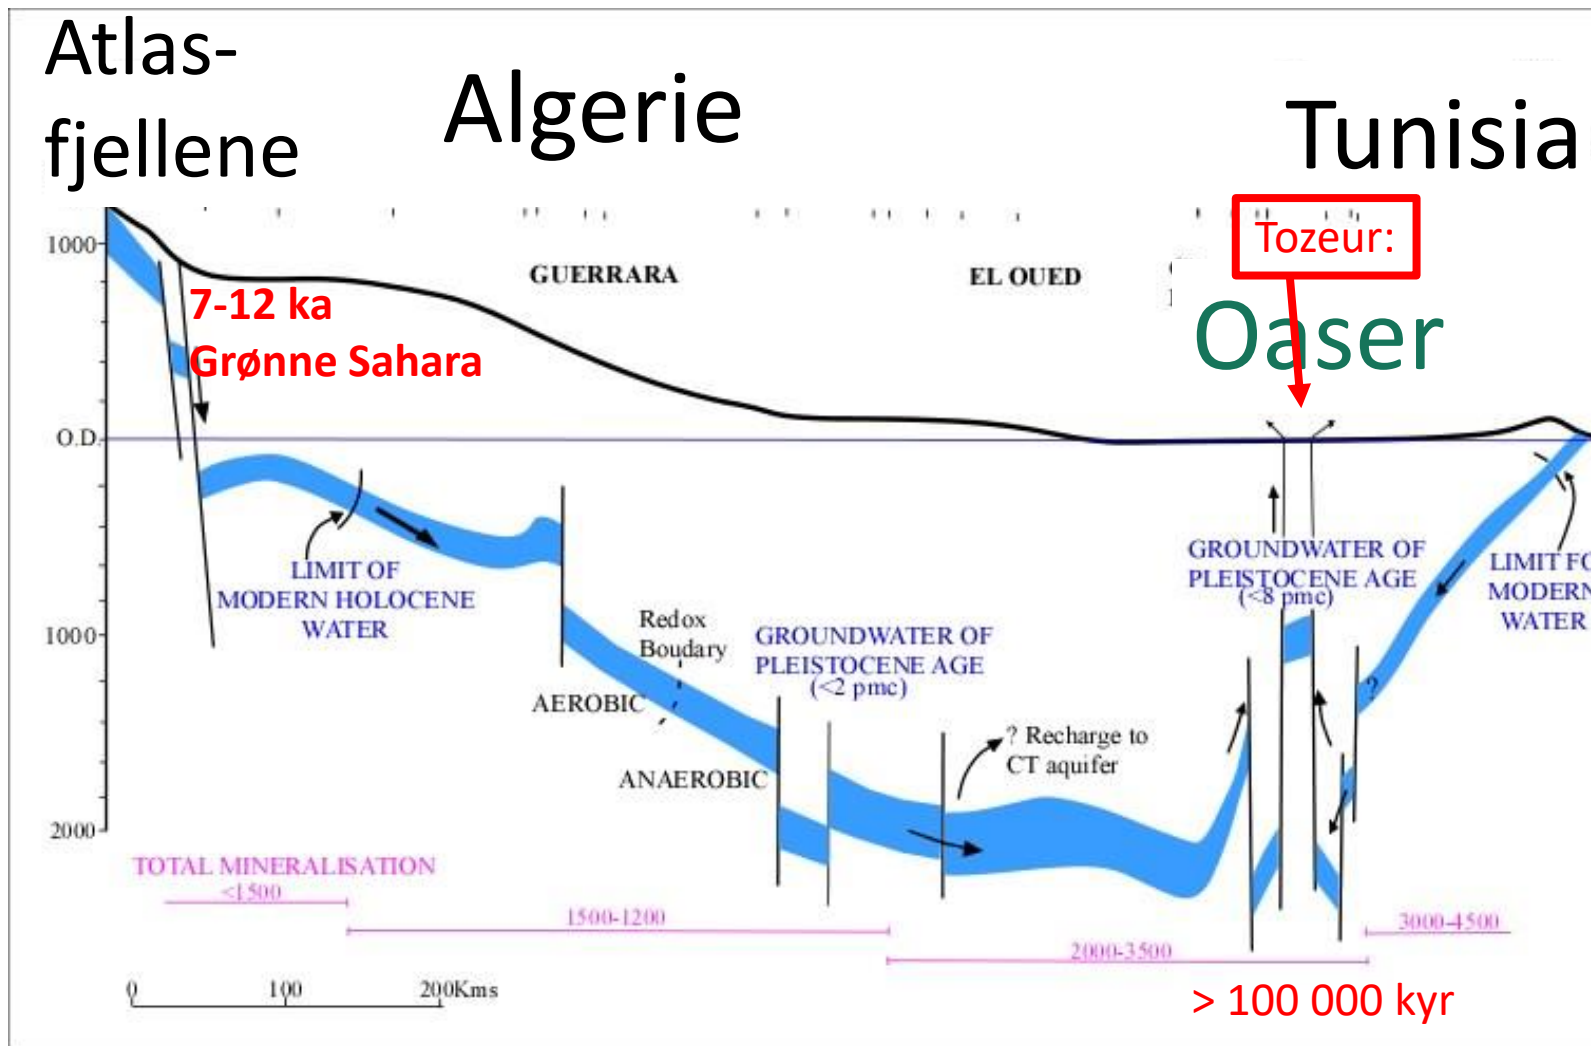 Atlas-
fjellene
Algerie
Tunisia
1000
GUERRARA
EL OUED
Tozeur:
7-12 ka
Grønne Sahara
Oaser
O.D.
LIMIT OF
MODERN HOLOCENE
WATER
GROUNDWATER OF
PLEISTOCENE AGE
(<8 pmc)
LIMIT FO
MODERN
WATER
1000
Redox
Boudary
GROUNDWATER OF
PLEISTOCENE AGE
(<2 pmc)
?
AEROBIC
ANAEROBIC
? Recharge to
CT aquifer
2000
TOTAL MINERALISATION
<1500
1500-1200
2000-3500
3000-4500
0 100 200Kms
> 100 000 kyr